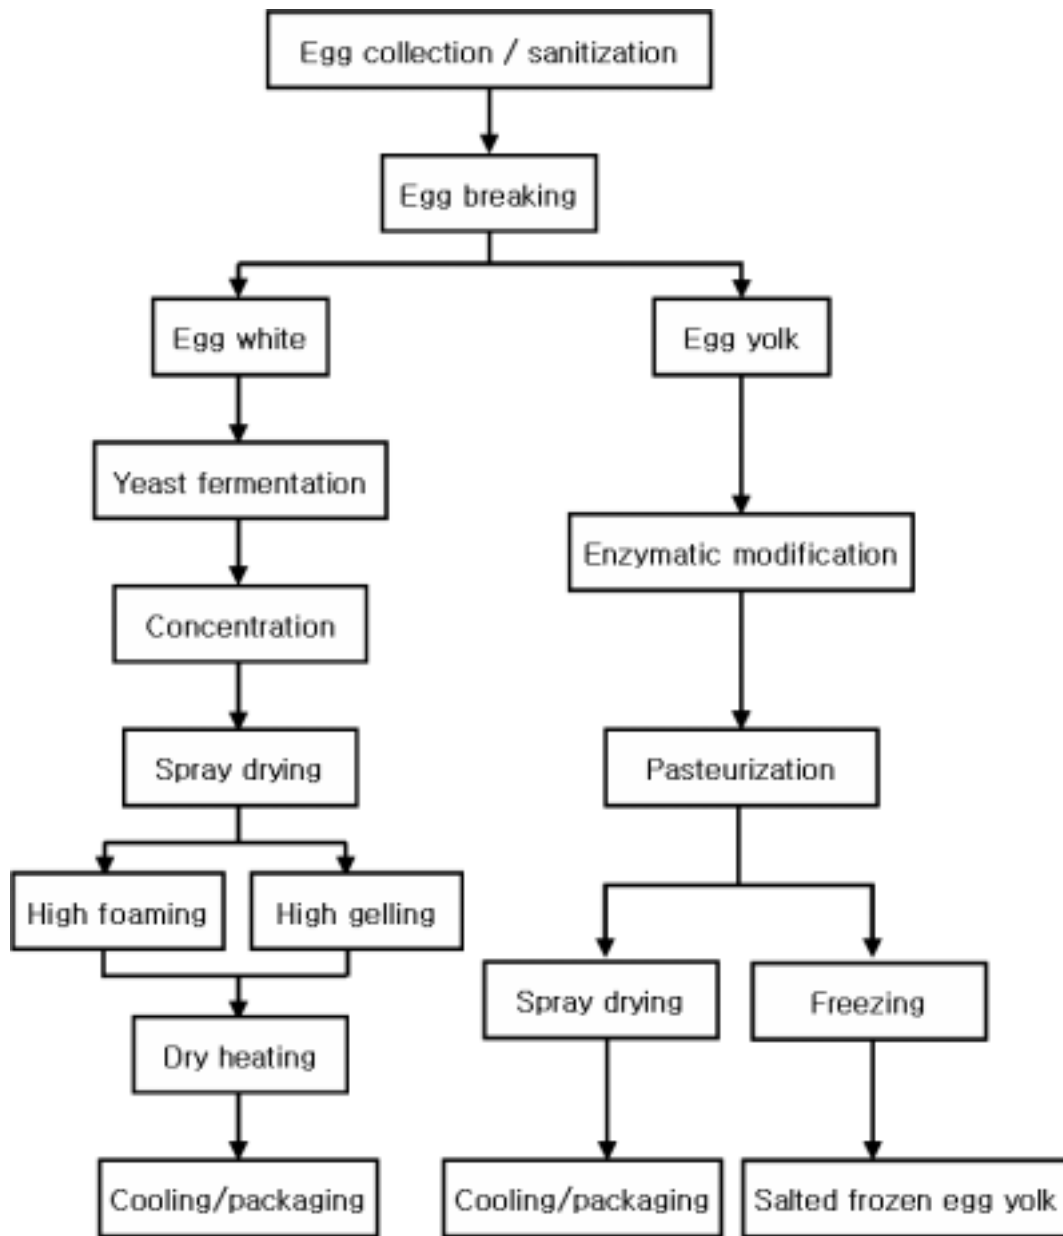 Egg collection / sanitization
Egg breaking
Egg white
Egg yolk
Yeast fermentation
Enzymatic modification
Concentration
Spray drying
Pasteurization
High foaming
High gelling
Spray drying
Freezing
Dry heating
Cooling/packaging
Cooling/packaging
Salted frozen egg yolk